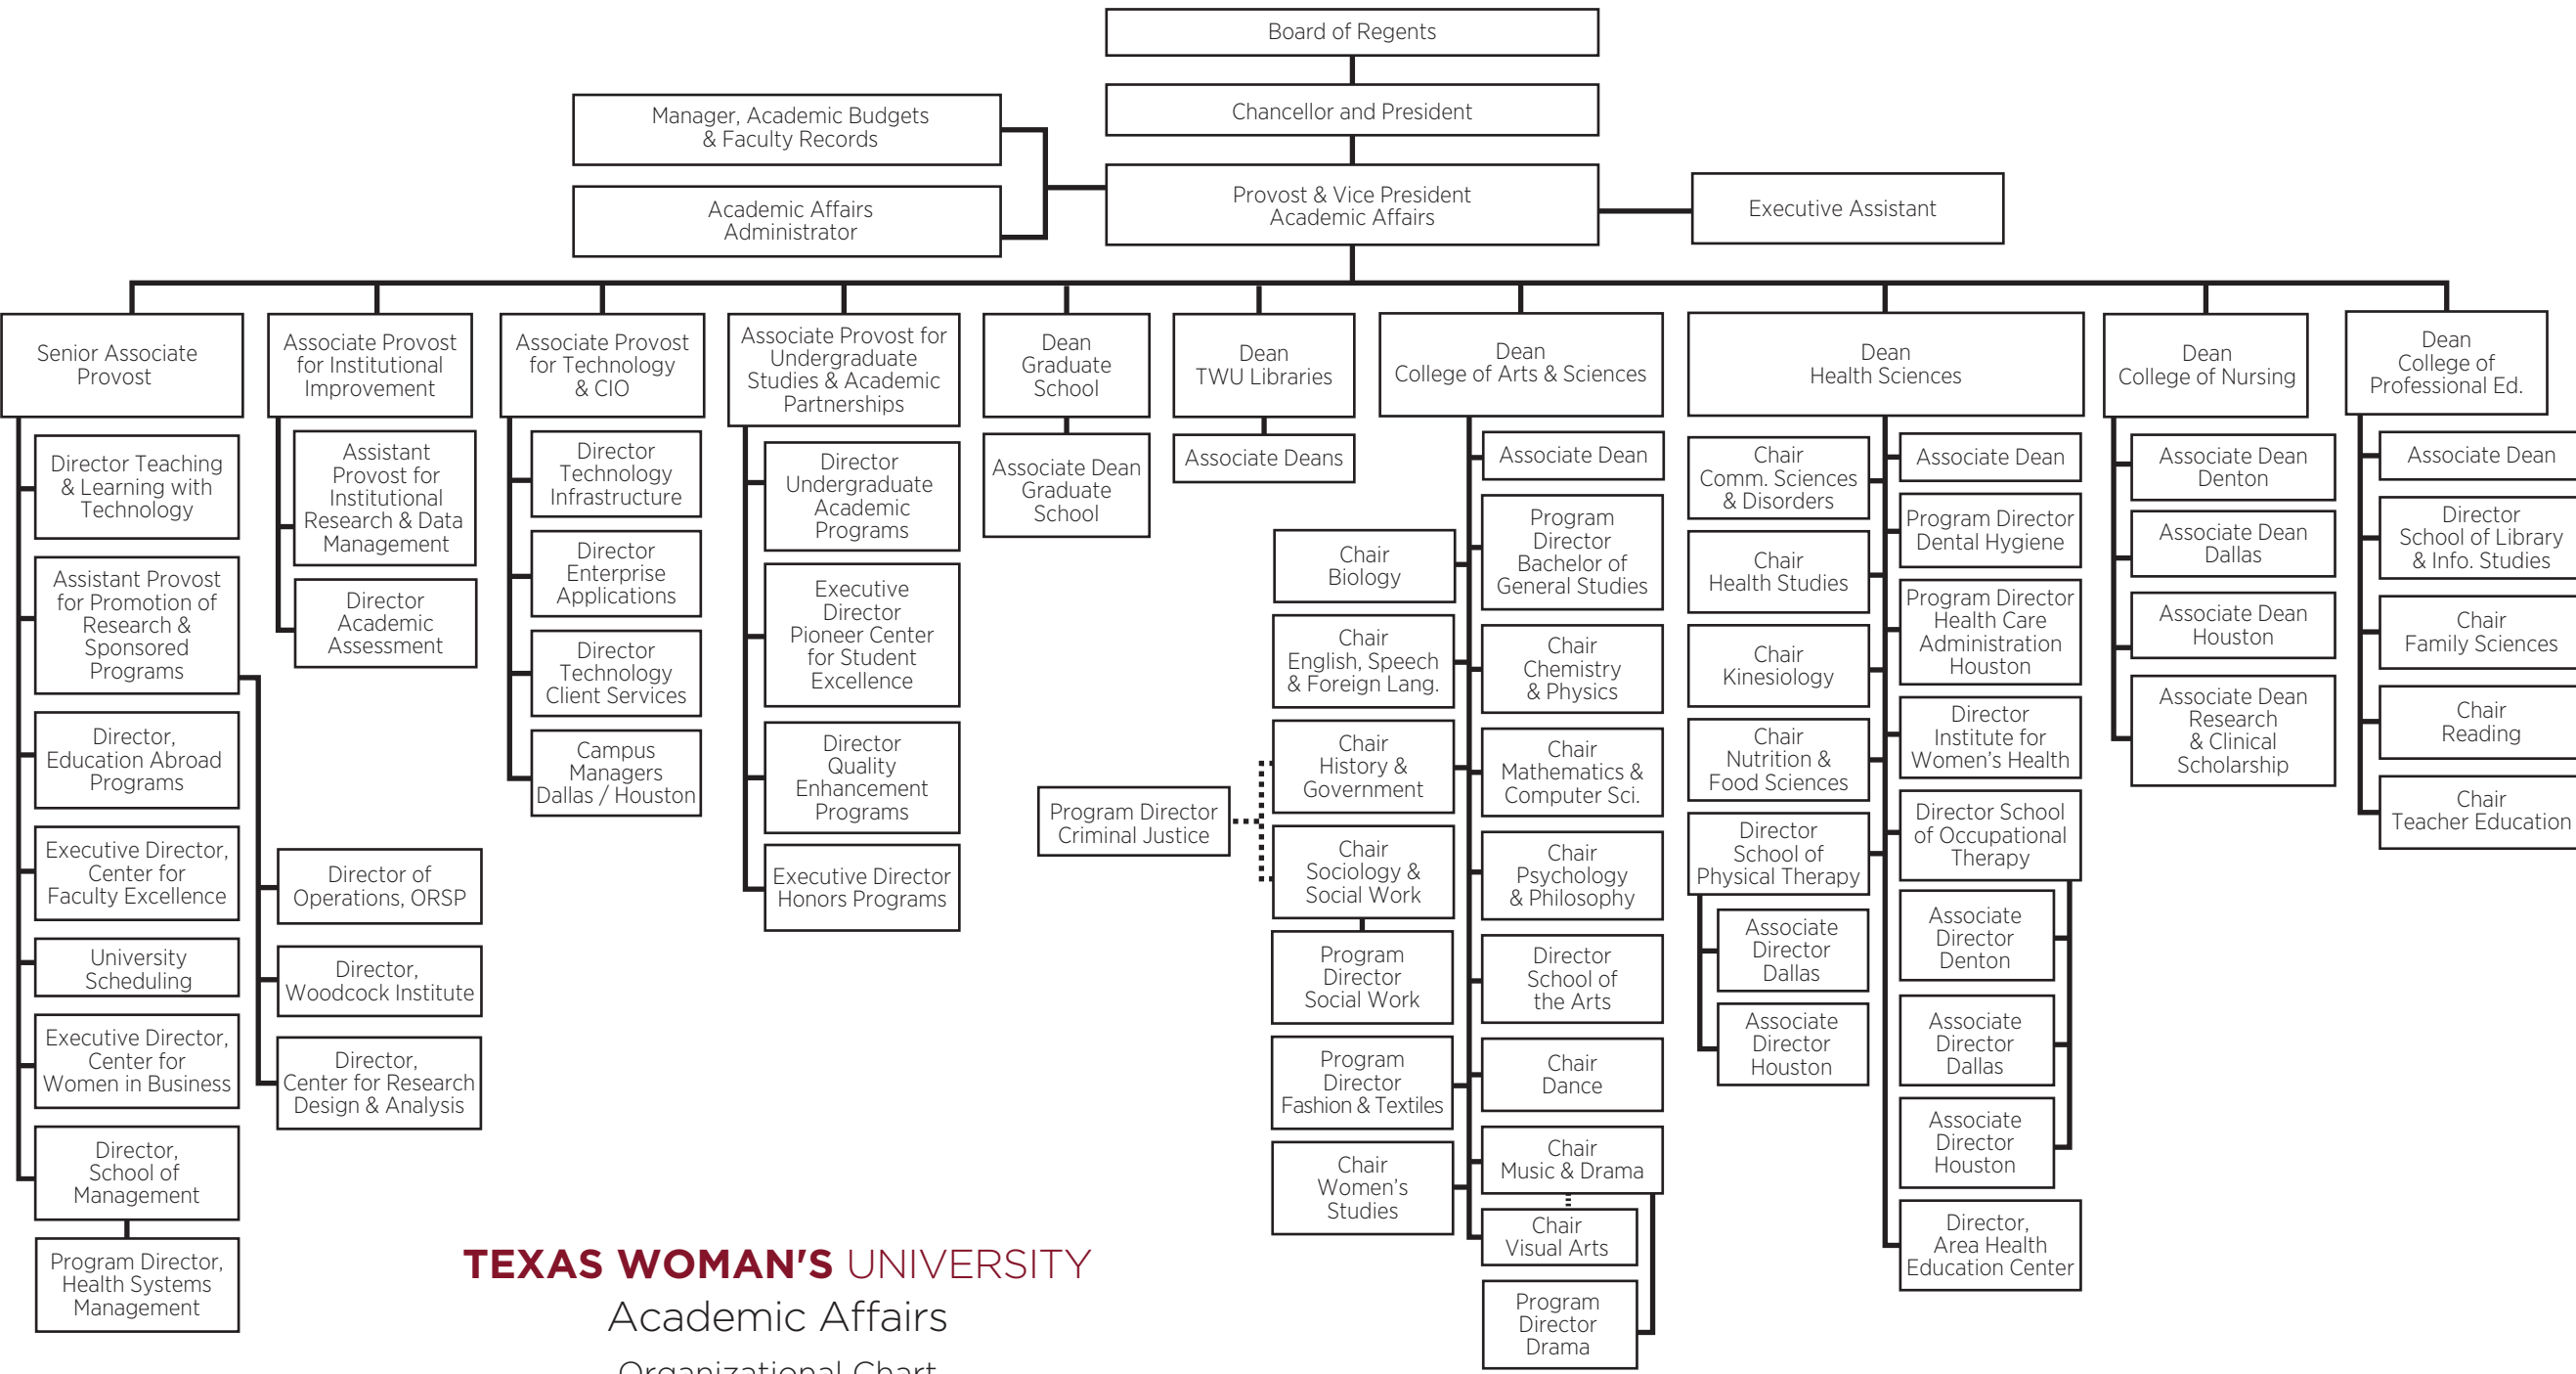 Board of Regents
Chancellor and President
Manager, Academic Budgets
& Faculty Records
Academic Affairs
Administrator
Provost & Vice President
Academic Affairs
Executive Assistant
Senior Associate
Provost
Director Teaching
& Learning with
Technology
Assistant Provost
for Promotion of
Research &
Sponsored
Programs
Director,
Education Abroad
Programs
Executive Director,
Center for
Faculty Excellence
University
Scheduling
Executive Director,
Center for
Women in Business
Director,
School of
Management
Program Director,
Health Systems
Management
Director of
Operations, ORSP
Director,
Woodcock Institute
Director,
Center for Research
Design & Analysis
Associate Provost
for Institutional
Improvement
Assistant
Provost for
Institutional
Research & Data
Management
Director
Academic
Assessment
Associate Provost
for Technology
& CIO
Director
Technology
Infrastructure
Director
Enterprise
Applications
Director
Technology
Client Services
Campus
Managers
Dallas / Houston
Associate Provost for
Undergraduate
Studies & Academic
Partnerships
Director
Undergraduate
Academic
Programs
Executive
Director
Pioneer Center
for Student
Excellence
Director
Quality
Enhancement
Programs
Executive Director
Honors Programs
Dean
Graduate
School
Associate Dean
Graduate
School
Dean
TWU Libraries
Associate Deans
Dean
College of Arts & Sciences
Chair
Biology
Chair
English, Speech
& Foreign Lang.
Chair
History &
Government
Program Director
Criminal Justice
Chair
Sociology &
Social Work
Program
Director
Social Work
Program
Director
Fashion & Textiles
Chair
Women's
Studies
Associate Dean
Program
Director
Bachelor of
General Studies
Chair
Chemistry
& Physics
Chair
Mathematics &
Computer Sci.
Chair
Psychology
& Philosophy
Director
School of
the Arts
Chair
Dance
Chair
Music & Drama
Chair
Visual Arts
Program
Director
Drama
Dean
Health Sciences
Chair
Comm. Sciences
& Disorders
Chair
Health Studies
Chair
Kinesiology
Chair
Nutrition &
Food Sciences
Director
School of
Physical Therapy
Associate
Director
Dallas
Associate
Director
Houston
Associate Dean
Program Director
Dental Hygiene
Program Director
Health Care
Administration
Houston
Director
Institute for
Women's Health
Director School
of Occupational
Therapy
Associate
Director
Denton
Associate
Director
Dallas
Associate
Director
Houston
Director,
Area Health
Education Center
Dean
College of Nursing
Associate Dean
Denton
Associate Dean
Dallas
Associate Dean
Houston
Associate Dean
Research
& Clinical
Scholarship
Dean
College of
Professional Ed.
Associate Dean
Director
School of Library
& Info. Studies
Chair
Family Sciences
Chair
Reading
Chair
Teacher Education
TEXAS WOMAN'S UNIVERSITY
Academic Affairs
Organizational Chart